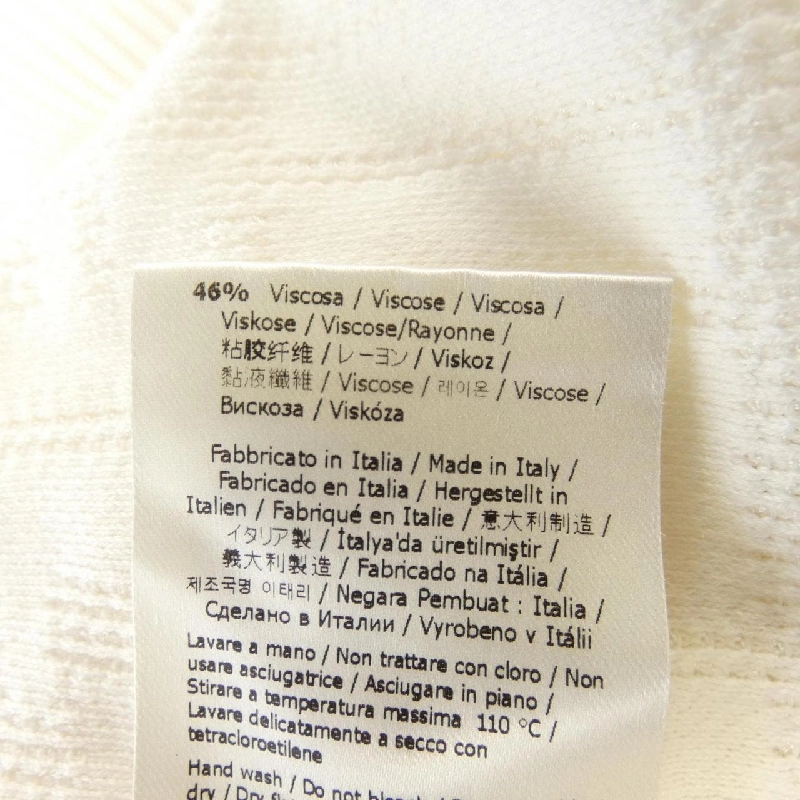 46% Viscosa / Viscose / Viscosa /
Viskose / Viscose/Rayonne /
粘胶纤维 / レーヨン / Viskoz /
黏液纖維 / Viscose / 레이온 / Viscose /
Вискоза / Viskóza
Fabbricato in Italia / Made in Italy /
Fabricado en Italia / Hergestellt in
Italien / Fabriqué en Italie / 意大利制造 /
イタリア製 / İtalya'da üretilmiştir /
義大利製造 / Fabricado na Itália /
제조국명 이태리 / Negara Pembuat : Italia /
Сделано в Италии / Vyrobeno v Itálii
Lavare a mano / Non trattare con cloro / Non
usare asciugatrice / Asciugare in piano /
Stirare a temperatura massima 110 °C /
Lavare delicatamente a secco con
tetracloroetilene
Hand wash / Do not
dry / Dry